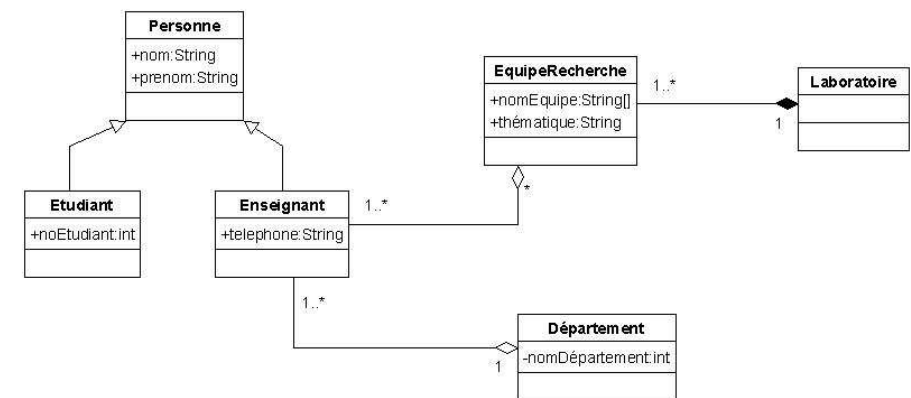 Personne
+nom:String
+prenom:String
EquipeRecherche
+nomEquipe:String[]
+thématique:String
1..*
1
Laboratoire
Etudiant
+noEtudiant:int
Enseignant
+telephone:String
1..*
*
1..*
1
Département
-nomDépartement:int